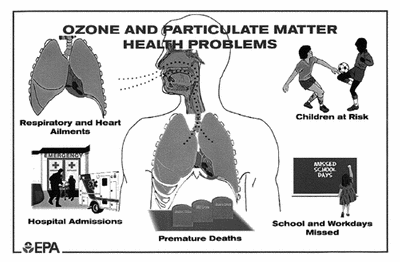 OZONE AND PARTICULATE MATTER
HEALTH PROBLEMS
Respiratory and Heart
Ailments
Children at Risk
EMERGENCY
Hospital Admissions
Premature Deaths
MISSED
SCHOOL
DAYS
School and Workdays
Missed
EPA